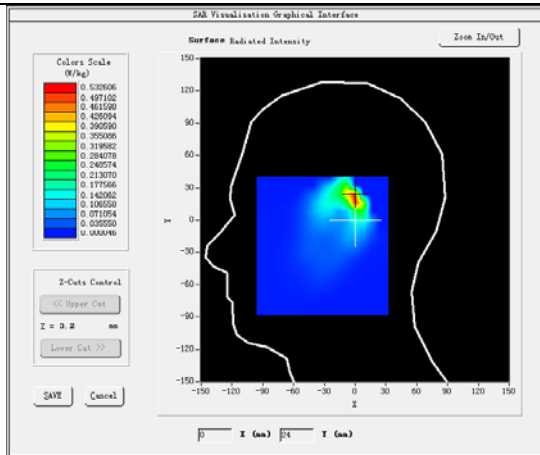 SAR Visualisation Graphical Interface
Surface Radiated Intensity
Zoom In/Out
Colors Scale
(W/kg)
0.532606
0.497102
0.461598
0.426094
0.390590
0.355086
0.319582
0.284078
0.248574
0.213070
0.177566
0.142062
0.106558
0.071054
0.035550
0.000046
150
120
90
60
30
0
-30
-60
-90
-120
-150
Y
-150 -120 -90 -60 -30 0 30 60 90 120 150
X
Z-Cuts Control
<< Upper Cut
Z = 0.2 mm
Lower Cut >>
SAVE Cancel
0 X (mm) 24 Y (mm)